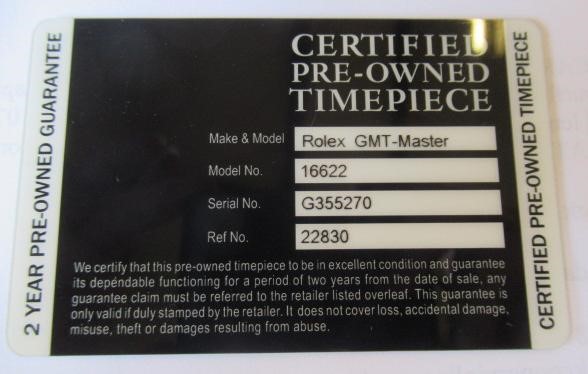 2 YEAR PRE-OWNED GUARANTEE
CERTIFIED
PRE-OWNED
TIMEPIECE
Make & Model Rolex GMT-Master
Model No. 16622
Serial No. G355270
Ref No. 22830
We certify that this pre-owned timepiece to be in excellent condition and guarantee
its dependable functioning for a period of two years from the date of sale, any
guarantee claim must be referred to the retailer listed overleaf. This guarantee is
only valid if duly stamped by the retailer. It does not cover loss, accidental damage,
misuse, theft or damages resulting from abuse.
CERTIFIED PRE-OWNED TIMEPIECE